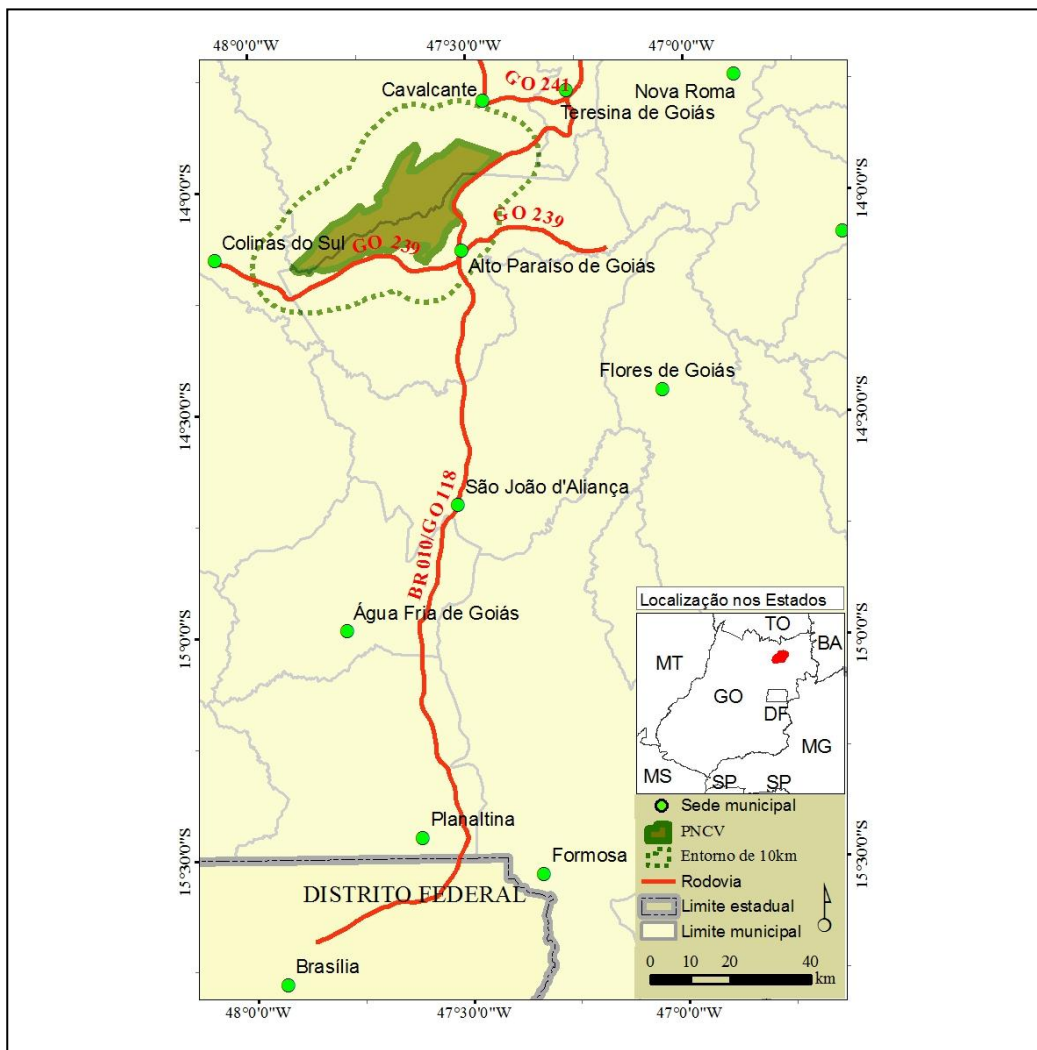 48°0'0"W 47°30'0"W 47°0'0"W
GO 241
Cavalcante
Nova Roma
Teresina de Goiás
14°0'0"S
14°0'0"S
GO 239
Colinas do Sul
GO 239
Alto Paraíso de Goiás
Flores de Goiás
14°30'0"S
14°30'0"S
São João d'Aliança
BR010/GO118
Água Fria de Goiás
15°0'0"S
15°0'0"S
Localização nos Estados
TO
BA
MT
GO
DF
MG
MS
SP
SP
Sede municipal
PNCV
Entorno de 10km
Rodovia
Limite estadual
Limite municipal
0 10 20 40
km
Planaltina
Formosa
15°30'0"S
15°30'0"S
DISTRITO FEDERAL
Brasília
48°0'0"W 47°30'0"W 47°0'0"W